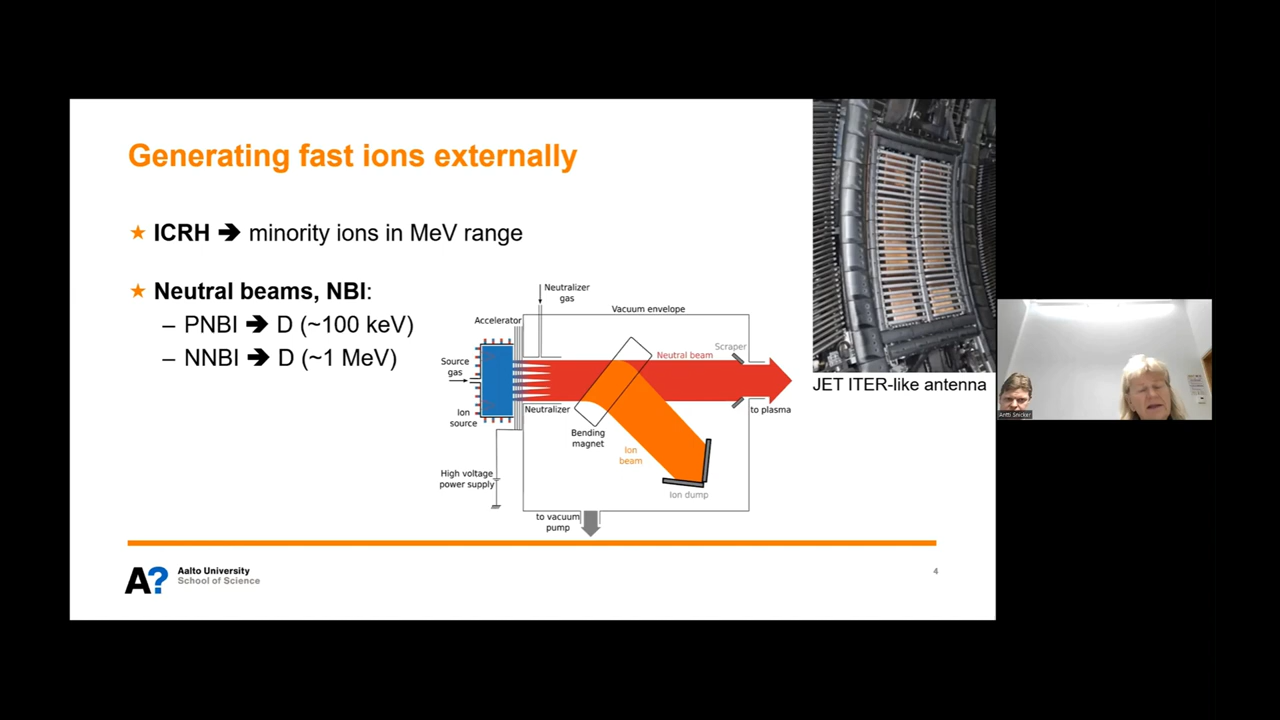 Generating fast ions externally
★ ICRH ➔ minority ions in MeV range
★ Neutral beams, NBI:
– PNBI ➔ D (~100 keV)
– NNBI ➔ D (~1 MeV)
Neutralizer
gas
Vacuum envelope
Accelerator
Scraper
Neutral beam
Source
gas
Ion
source
Neutralizer
to plasma
Bending
magnet
Ion
beam
High voltage
power supply
Ion dump
to vacuum
pump
JET ITER-like antenna
Antti Snicker
A?
Aalto University
School of Science
4